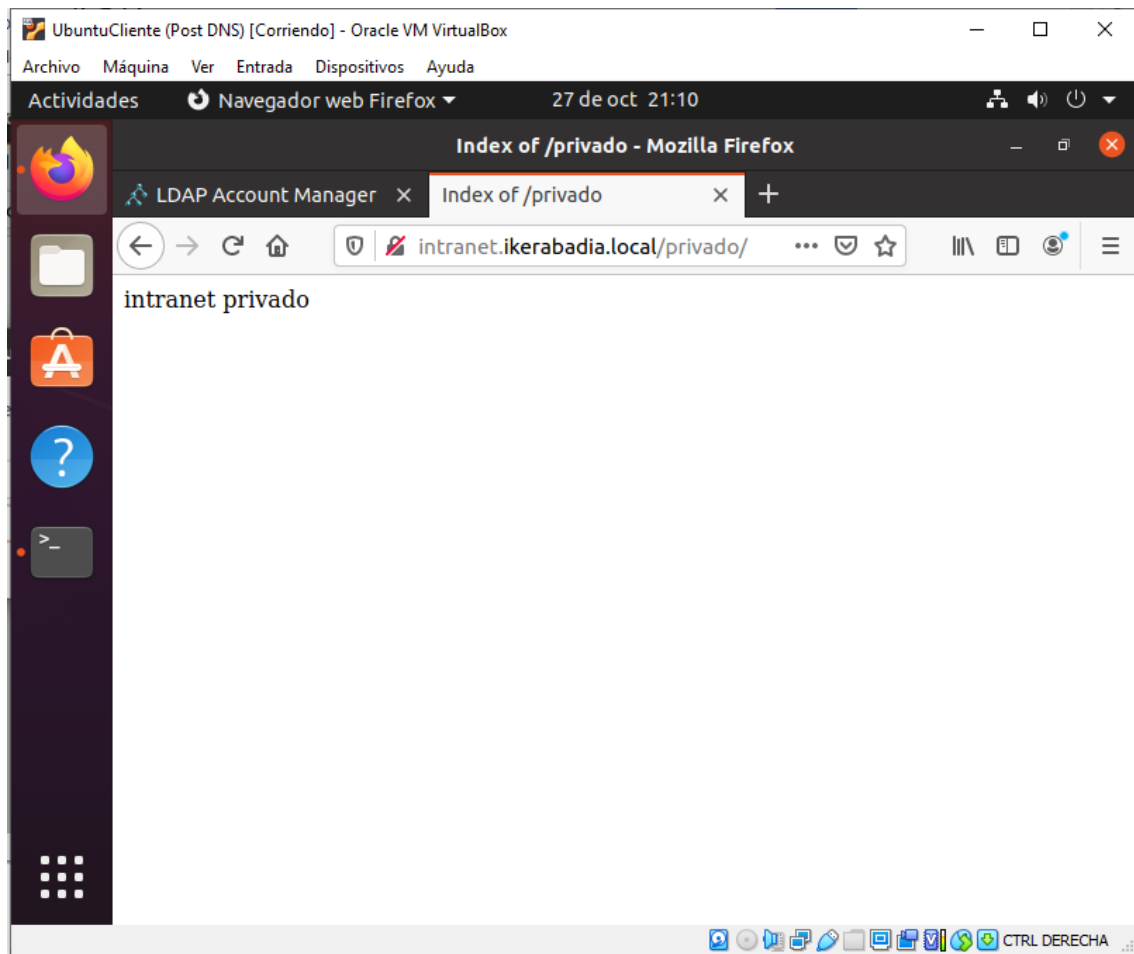 UbuntuCliente (Post DNS) [Corriendo] - Oracle VM VirtualBox
Archivo Máquina Ver Entrada Dispositivos Ayuda
Actividades Navegador web Firefox 27 de oct 21:10
Index of /privado - Mozilla Firefox
LDAP Account Manager Index of /privado
intranet.ikerabadia.local/privado/
intranet privado
CTRL DERECHA